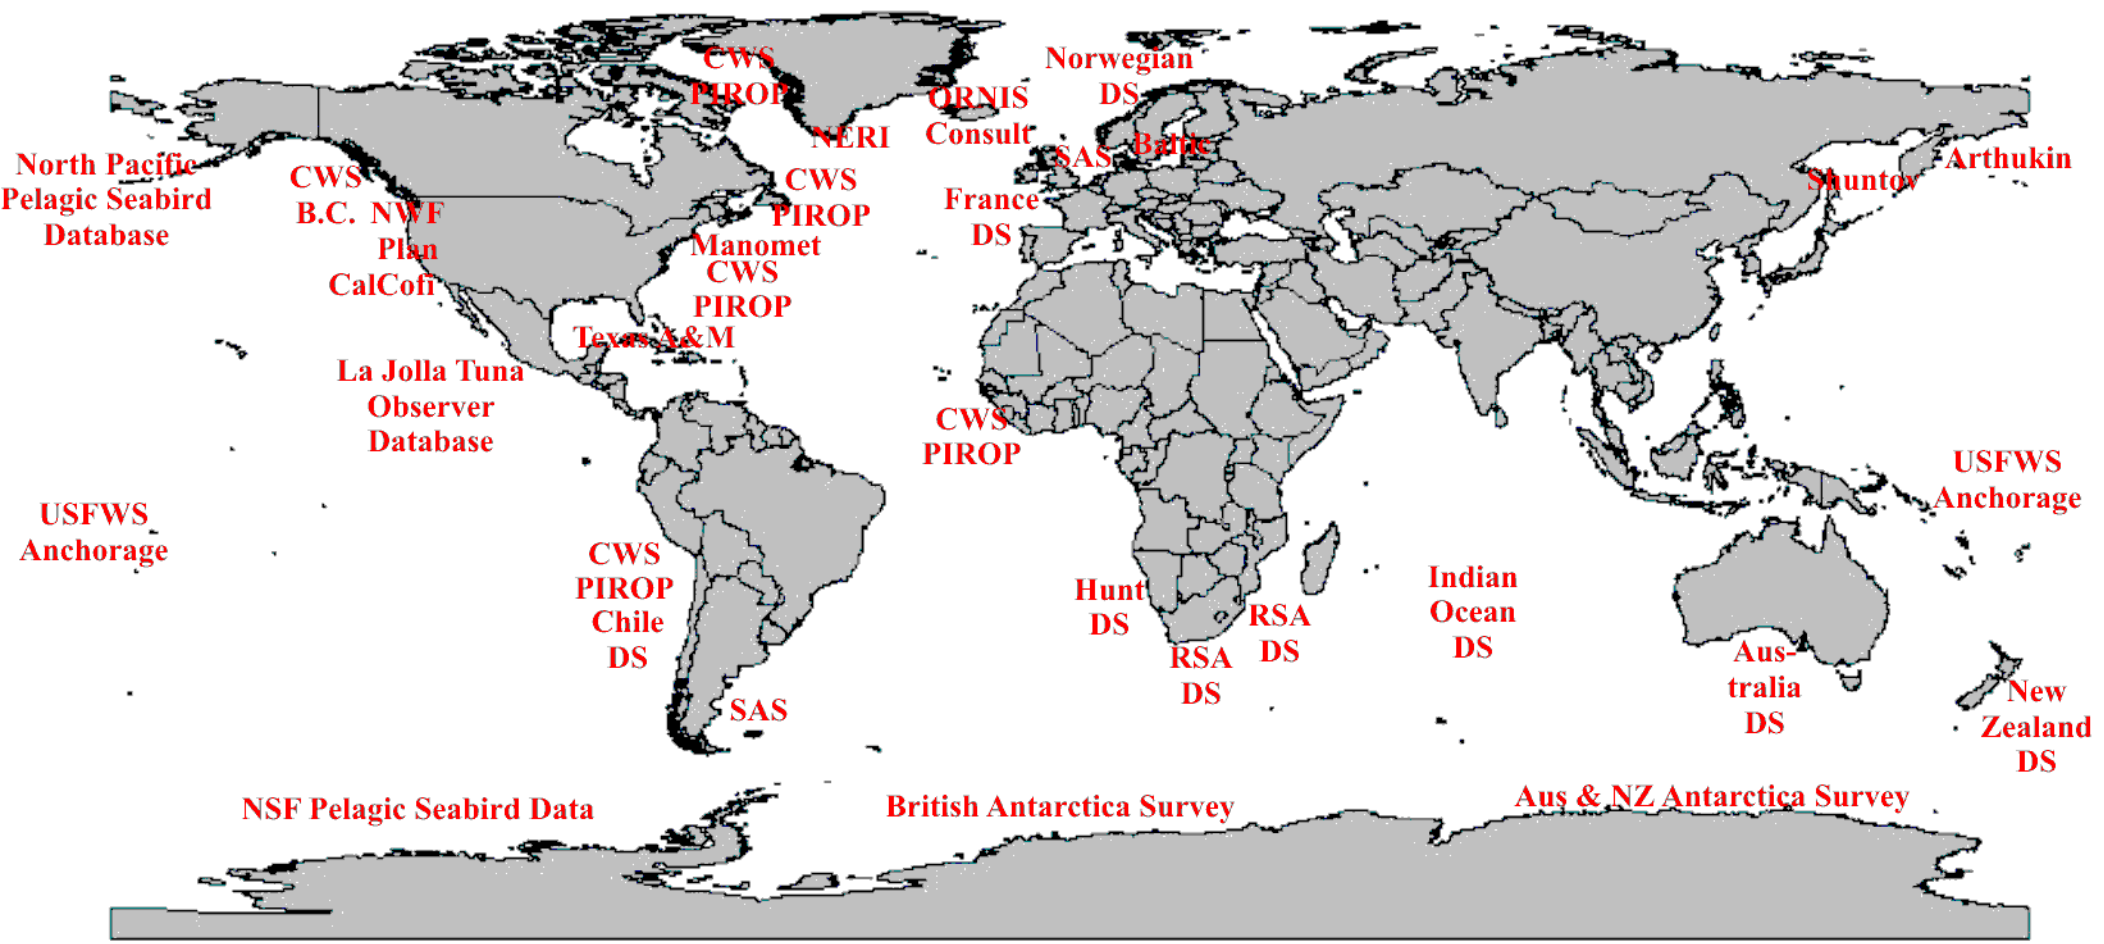 CWS
PIROP
Norwegian
DS
ORNIS
Consult
NERI
SAS
Baltic
North Pacific
Pelagic Seabird
Database
CWS
B.C.
NWF
Plan
CalCofi
CWS
PIROP
Manomet
CWS
PIROP
France
DS
Shuntov
Arthukin
Texas A&M
La Jolla Tuna
Observer
Database
CWS
PIROP
USFWS
Anchorage
USFWS
Anchorage
CWS
PIROP
Chile
DS
Hunt
DS
RSA
DS
RSA
DS
Indian
Ocean
DS
Aus-
tralia
DS
New
Zealand
DS
SAS
NSF Pelagic Seabird Data
British Antarctica Survey
Aus & NZ Antarctica Survey